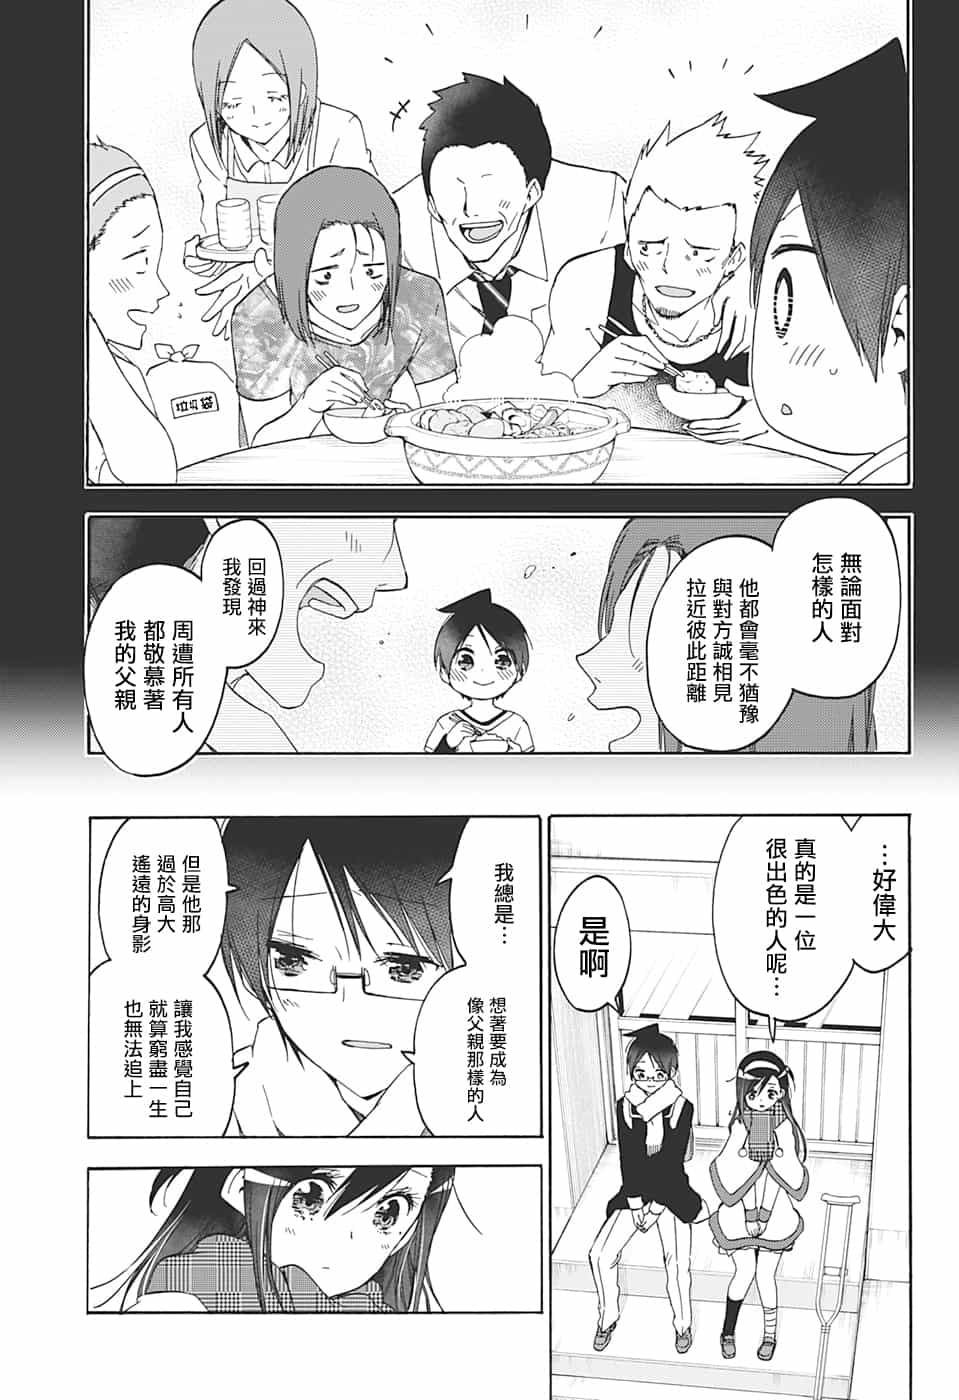 垃圾袋
無論面對
怎樣的人
他都會毫不猶豫
與對方誠相見
拉近彼此距離
回過神來
我發現
周遭所有人
都敬慕著
我的父親
…好偉大
真的是一位
很出色的人呢…
是啊
我總是…
想著要成為
像父親那樣的人
但是他那
過於高大
遙遠的身影
讓我感覺自己
就算窮盡一生
也無法追上